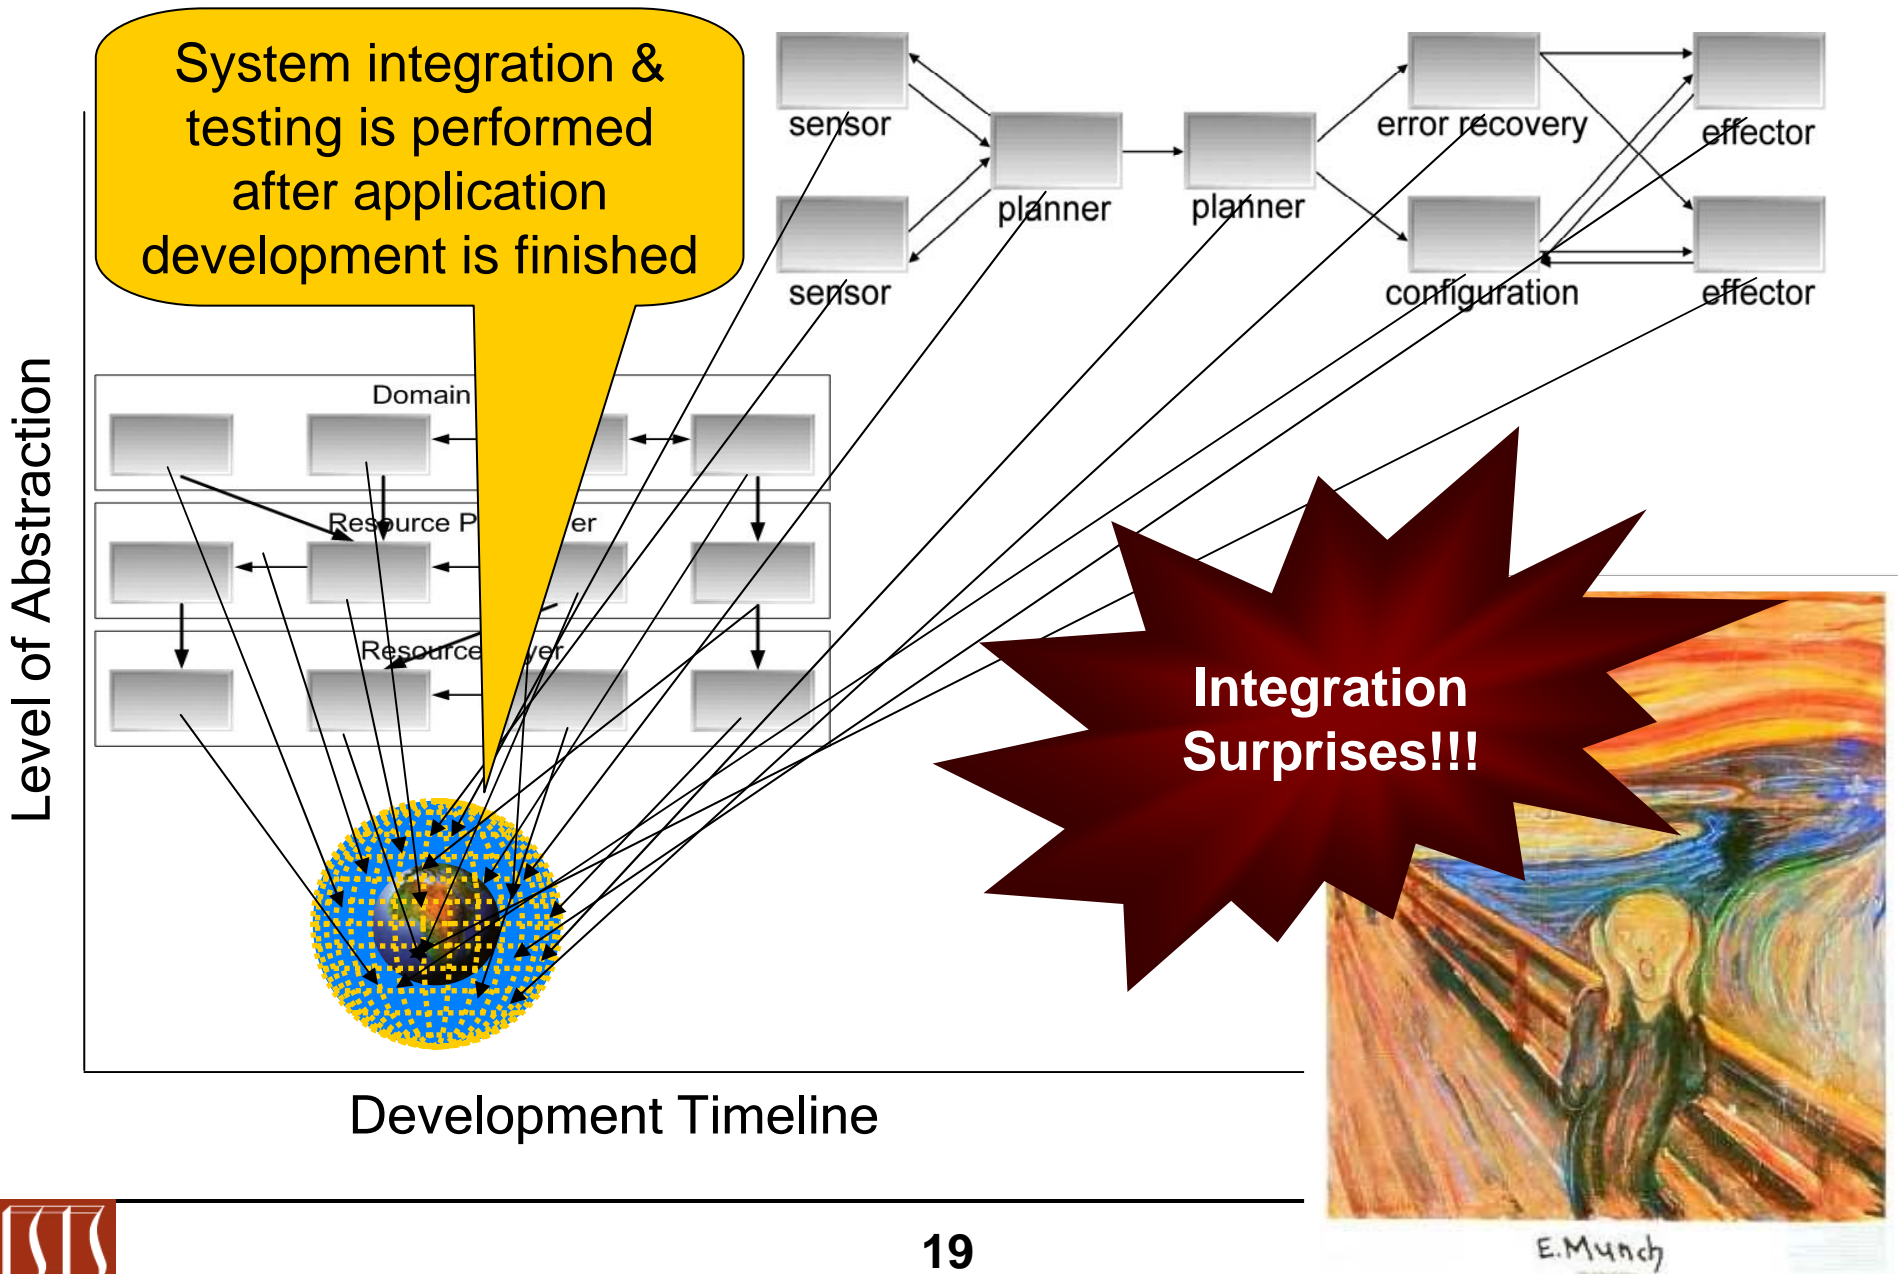 System integration &
testing is performed
after application
development is finished
sensor
sensor
planner
planner
error recovery
configuration
effector
effector
Level of Abstraction
Domain
Resource P er
Resource yer
Integration
Surprises!!!
Development Timeline
19
E.Munch